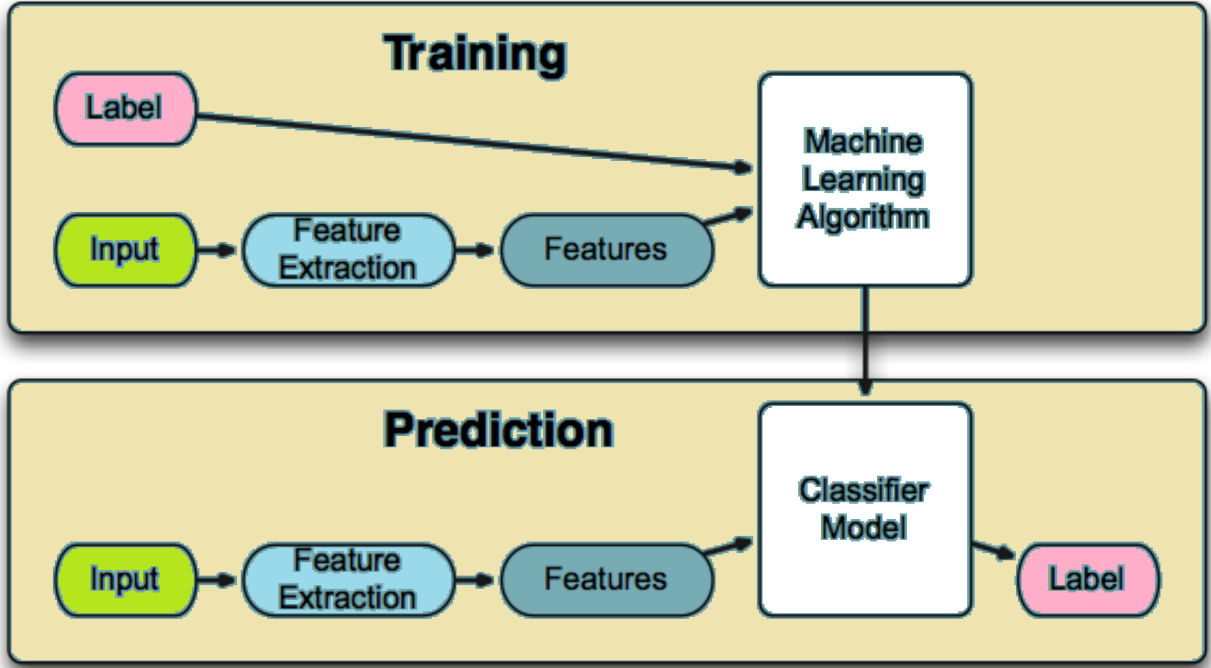 Training
Label
Machine
Learning
Algorithm
Input
Feature
Extraction
Features
Prediction
Classifier
Model
Input
Feature
Extraction
Features
Label